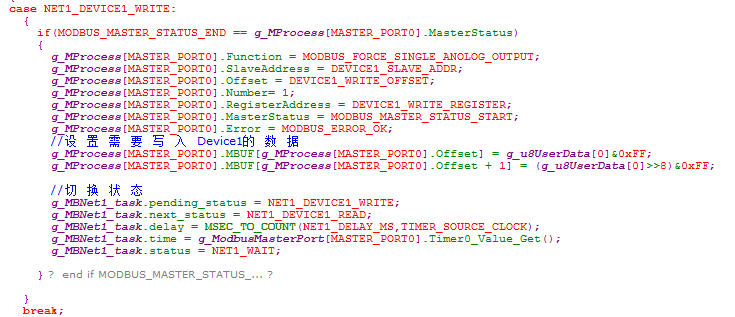 case NET1_DEVICE1_WRITE:
{
if(MODBUS_MASTER_STATUS_END == g_MProcess[MASTER_PORT0].MasterStatus)
{
g_MProcess[MASTER_PORT0].Function = MODBUS_FORCE_SINGLE_ANOLOG_OUTPUT;
g_MProcess[MASTER_PORT0].SlaveAddress = DEVICE1_SLAVE_ADDR;
g_MProcess[MASTER_PORT0].Offset = DEVICE1_WRITE_OFFSET;
g_MProcess[MASTER_PORT0].Number= 1;
g_MProcess[MASTER_PORT0].RegisterAddress = DEVICE1_WRITE_REGISTER;
g_MProcess[MASTER_PORT0].MasterStatus = MODBUS_MASTER_STATUS_START;
g_MProcess[MASTER_PORT0].Error = MODBUS_ERROR_OK;
//设 置 需 要 写 入 Device1的 数 据
g_MProcess[MASTER_PORT0].MBUF[g_MProcess[MASTER_PORT0].Offset] = g_u8UserData[0]&0xFF;
g_MProcess[MASTER_PORT0].MBUF[g_MProcess[MASTER_PORT0].Offset + 1] = (g_u8UserData[0]>>8)&0xFF;
//切 换 状 态
g_MBNet1_task.pending_status = NET1_DEVICE1_WRITE;
g_MBNet1_task.next_status = NET1_DEVICE1_READ;
g_MBNet1_task.delay = MSEC_TO_COUNT(NET1_DELAY_MS,TIMER_SOURCE_CLOCK);
g_MBNet1_task.time = g_ModbusMasterPort[MASTER_PORT0].Timer0_Value_Get();
g_MBNet1_task.status = NET1_WAIT;
} ? end if MODBUS_MASTER_STATUS_... ?
}
break;